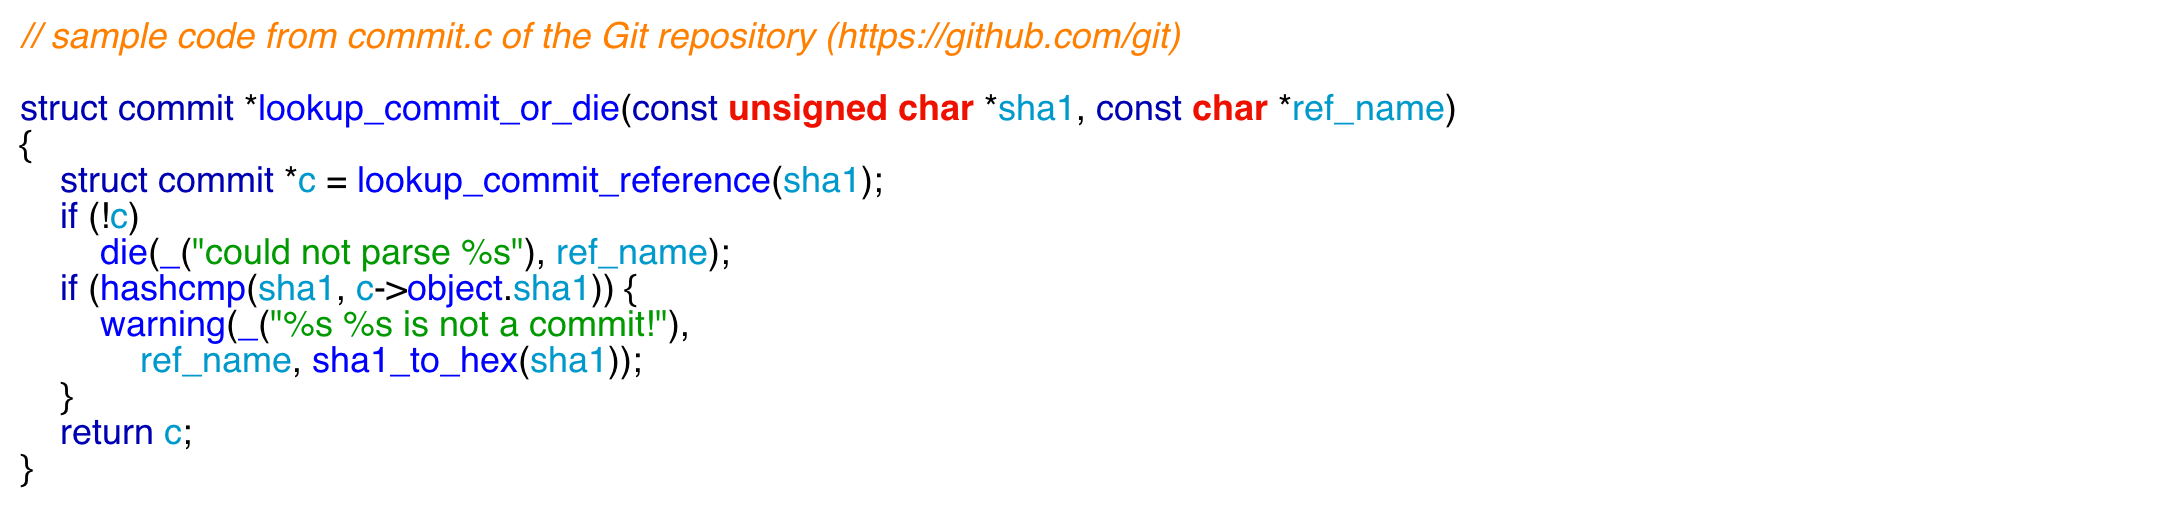 // sample code from commit.c of the Git repository (https://github.com/git)
struct commit *lookup_commit_or_die(const unsigned char *sha1, const char *ref_name)
{
struct commit *c = lookup_commit_reference(sha1);
if (!c)
die(_("could not parse %s"), ref_name);
if (hashcmp(sha1, c->object.sha1)) {
warning(_("%s %s is not a commit!"),
ref_name, sha1_to_hex(sha1));
}
return c;
}